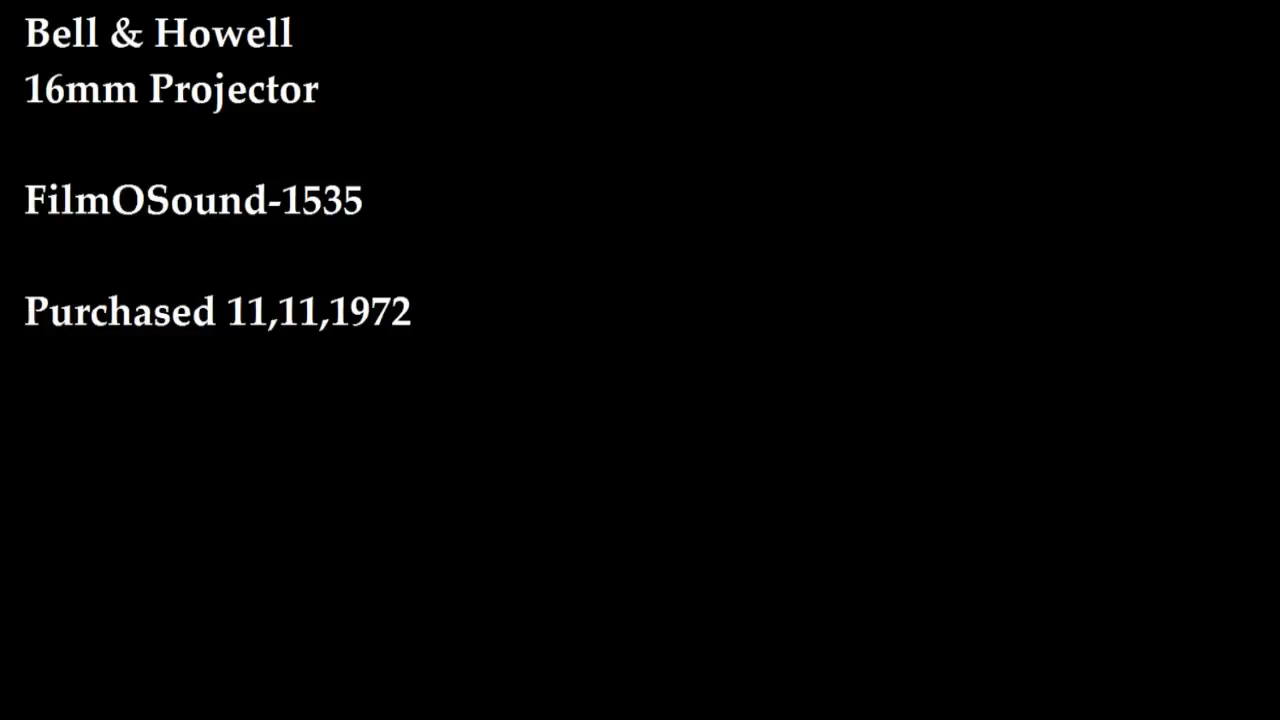 Bell & Howell
16mm Projector
FilmOSound-1535
Purchased 11,11,1972